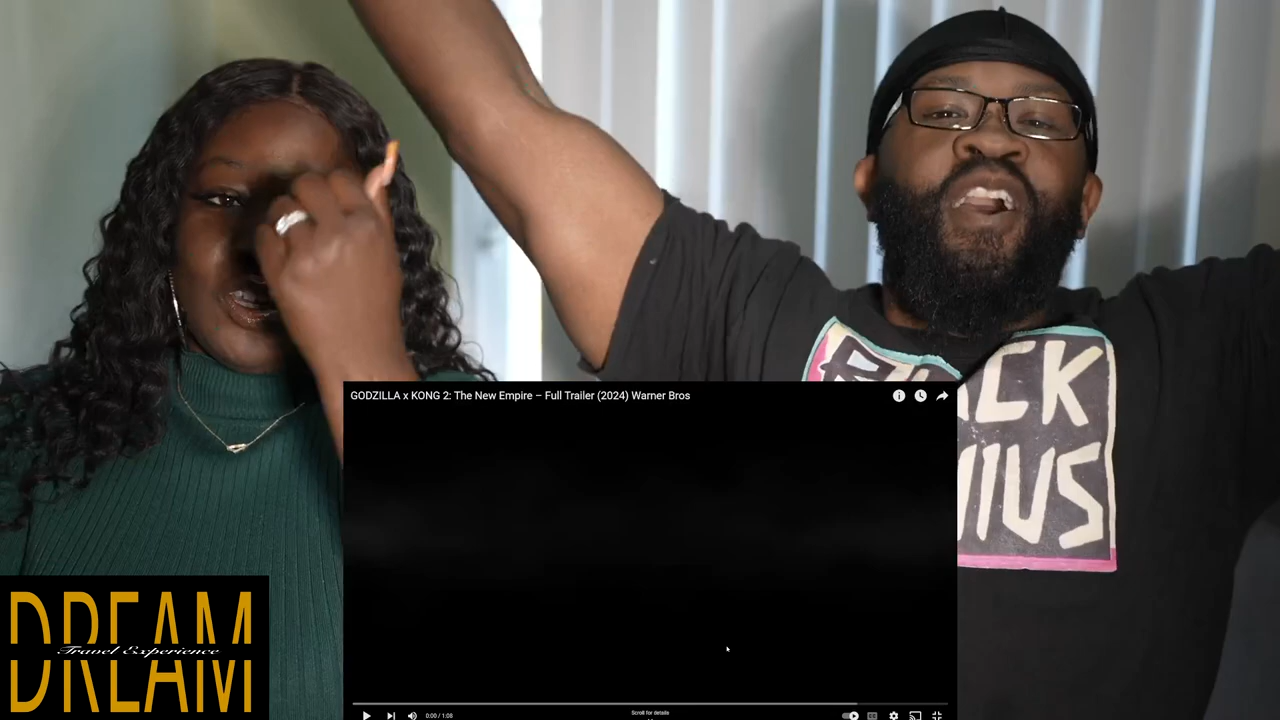 GODZILLA x KONG 2: The New Empire – Full Trailer (2024) Warner Bros
BLACK
DREAM
Travel Experience
0:00 / 1:08
Scroll for details